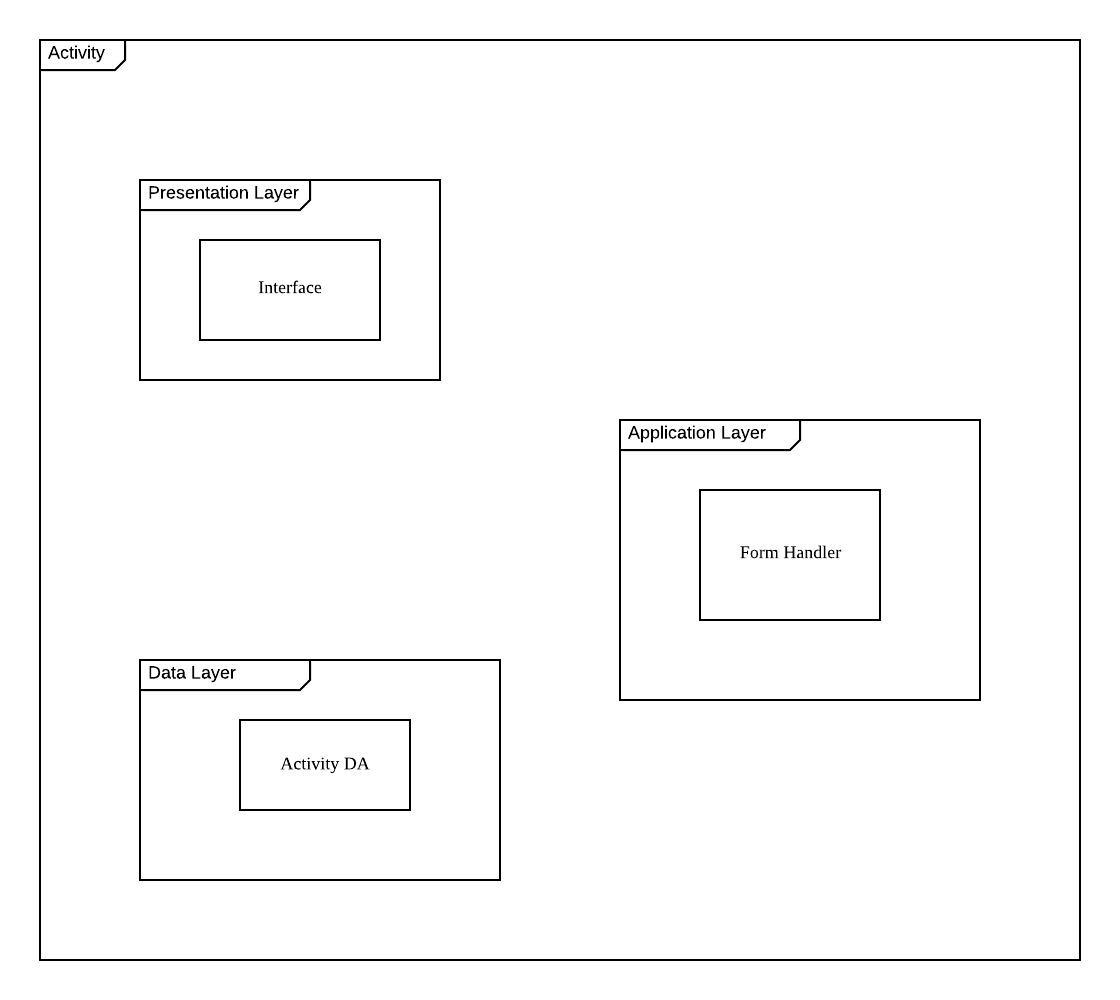 Activity
Presentation Layer
Interface
Application Layer
Form Handler
Data Layer
Activity DA